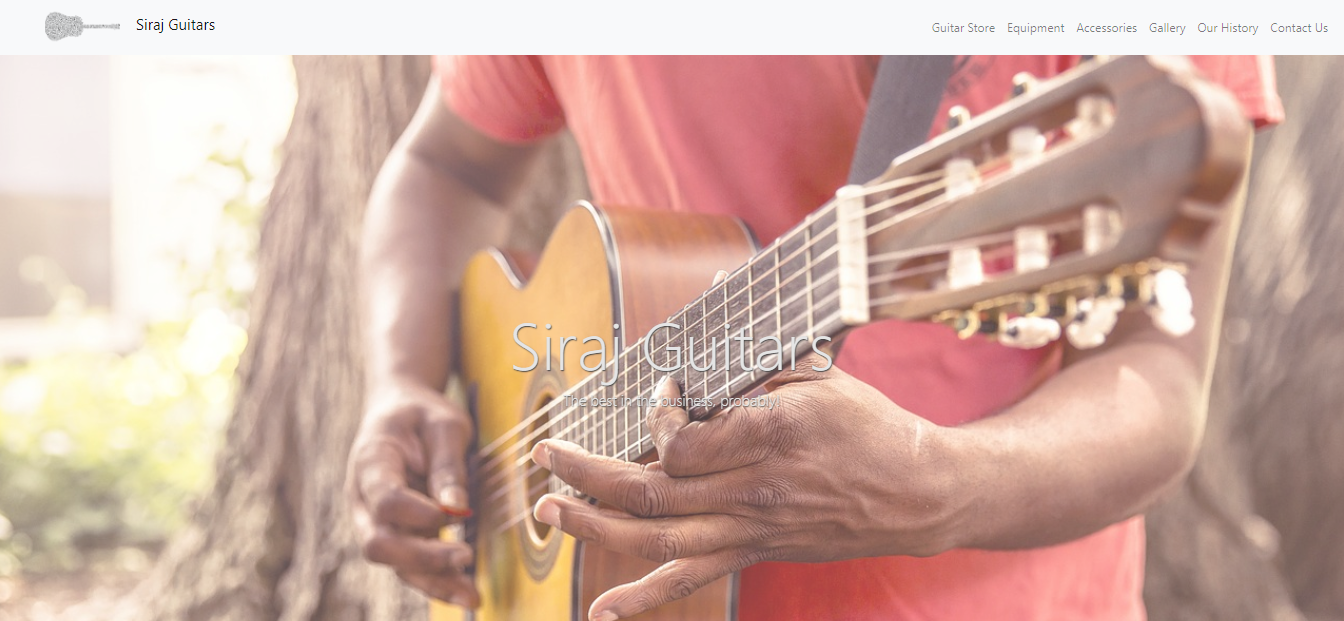 Siraj Guitars
Guitar Store Equipment Accessories Gallery Our History Contact Us
Siraj Guitars
The best in the business, probably!